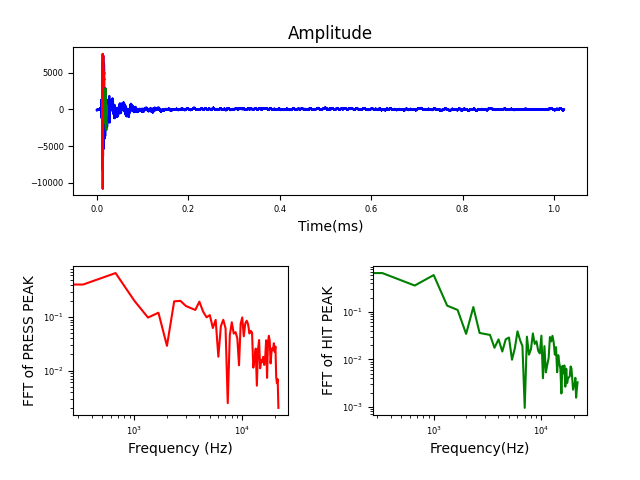 Amplitude
5000
0
−5000
−10000
0.0 0.2 0.4 0.6 0.8 1.0
Time(ms)
FFT of PRESS PEAK
10⁻¹
10⁻²
10³ 10⁴
Frequency (Hz)
FFT of HIT PEAK
10⁻¹
10⁻²
10⁻³
10³ 10⁴
Frequency(Hz)